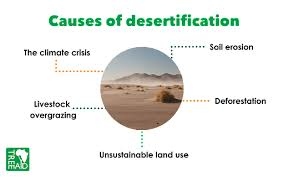 Causes of desertification
The climate crisis
Soil erosion
Livestock
overgrazing
Deforestation
Unsustainable land use
TREE
AID